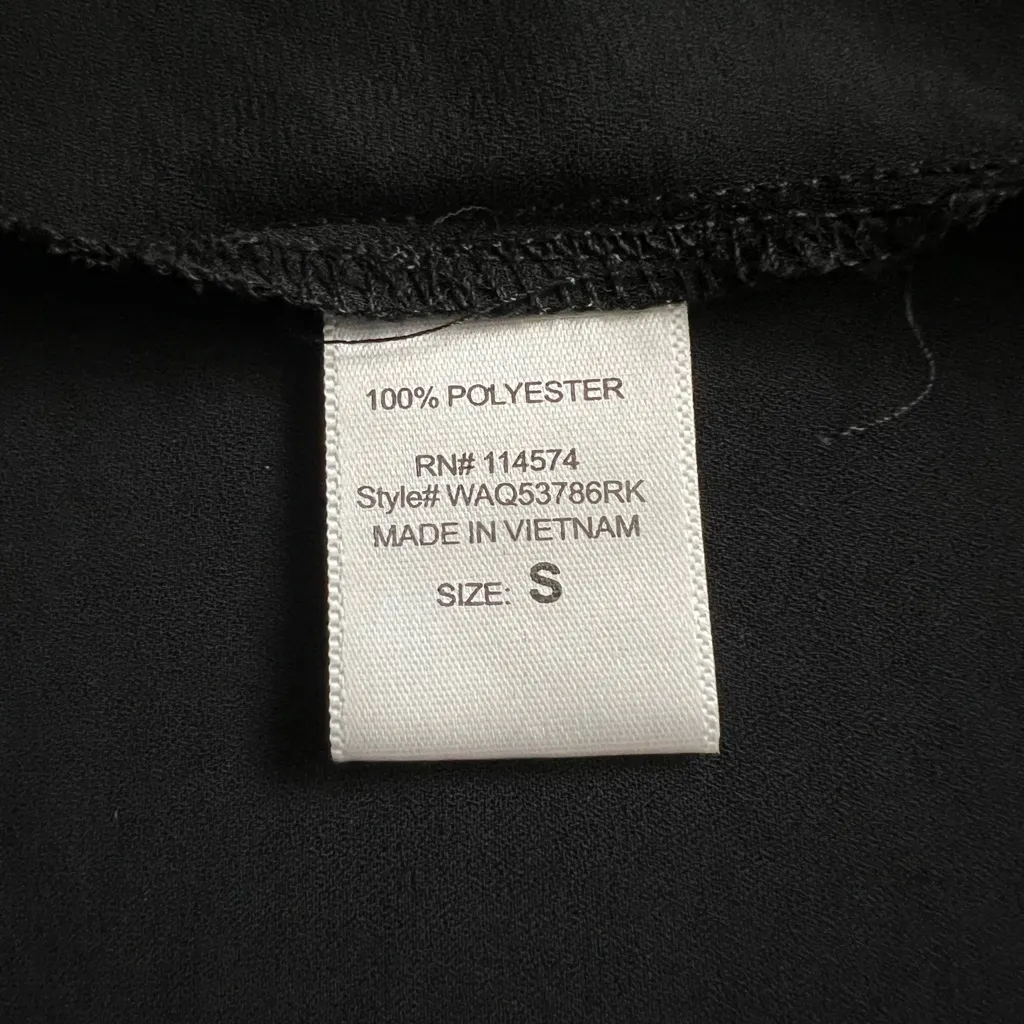 100% POLYESTER
RN# 114574
Style# WAQ53786RK
MADE IN VIETNAM
SIZE: S